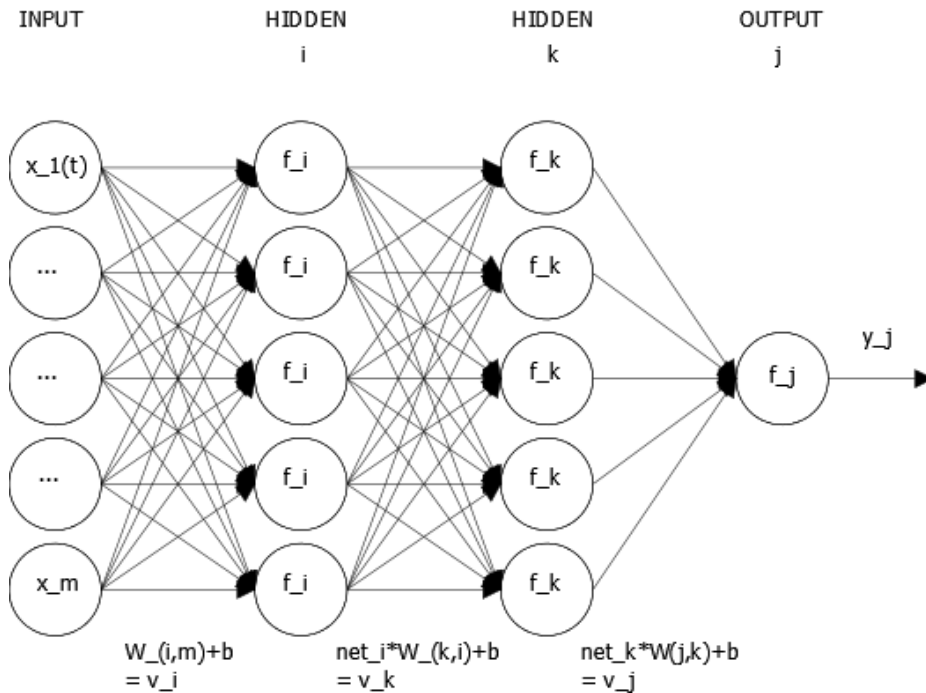 INPUT HIDDEN HIDDEN OUTPUT
i k j
x_1(t) f_i f_k
... f_i f_k
... f_i f_k f_j y_j
... f_i f_k
x_m f_i f_k
W_(i,m)+b net_i*W_(k,i)+b net_k*W(j,k)+b
= v_i = v_k = v_j